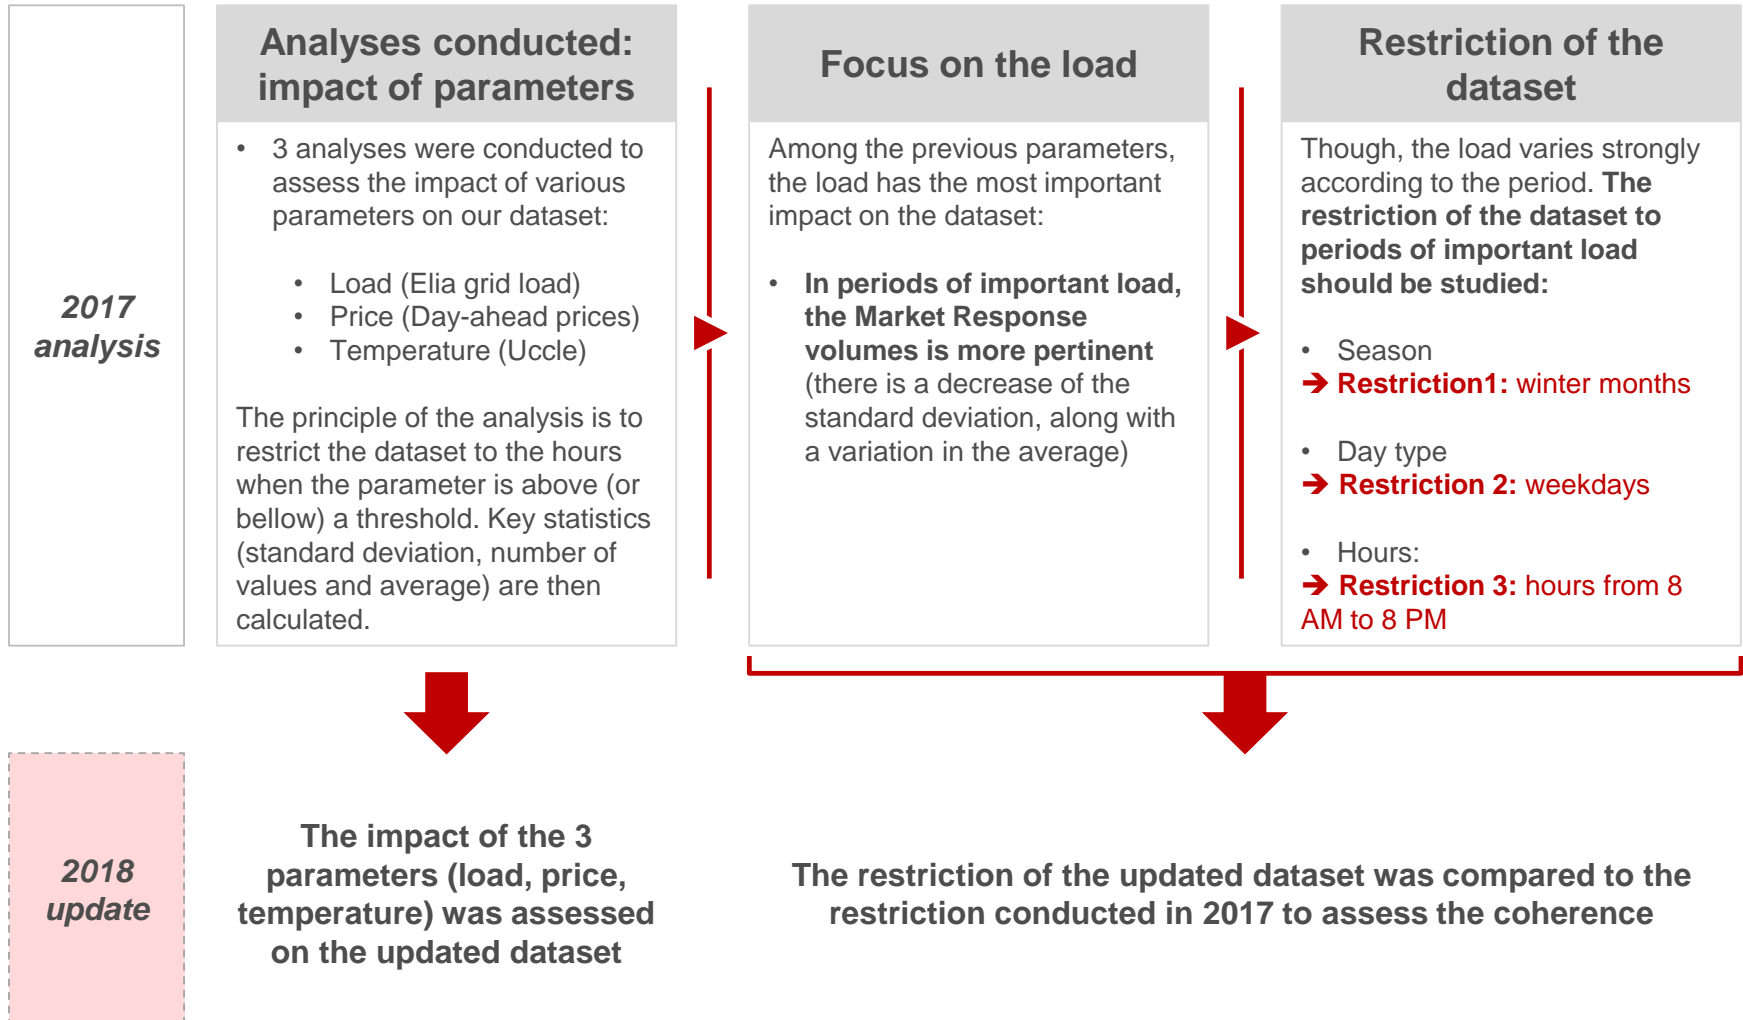 2017
analysis
Analyses conducted:
impact of parameters
• 3 analyses were conducted to
assess the impact of various
parameters on our dataset:
• Load (Elia grid load)
• Price (Day-ahead prices)
• Temperature (Uccle)
The principle of the analysis is to
restrict the dataset to the hours
when the parameter is above (or
bellow) a threshold. Key statistics
(standard deviation, number of
values and average) are then
calculated.
Focus on the load
Among the previous parameters,
the load has the most important
impact on the dataset:
• In periods of important load,
the Market Response
volumes is more pertinent
(there is a decrease of the
standard deviation, along with
a variation in the average)
Restriction of the
dataset
Though, the load varies strongly
according to the period. The
restriction of the dataset to
periods of important load
should be studied:
• Season
➔ Restriction1: winter months
• Day type
➔ Restriction 2: weekdays
• Hours:
➔ Restriction 3: hours from 8
AM to 8 PM
2018
update
The impact of the 3
parameters (load, price,
temperature) was assessed
on the updated dataset
The restriction of the updated dataset was compared to the
restriction conducted in 2017 to assess the coherence